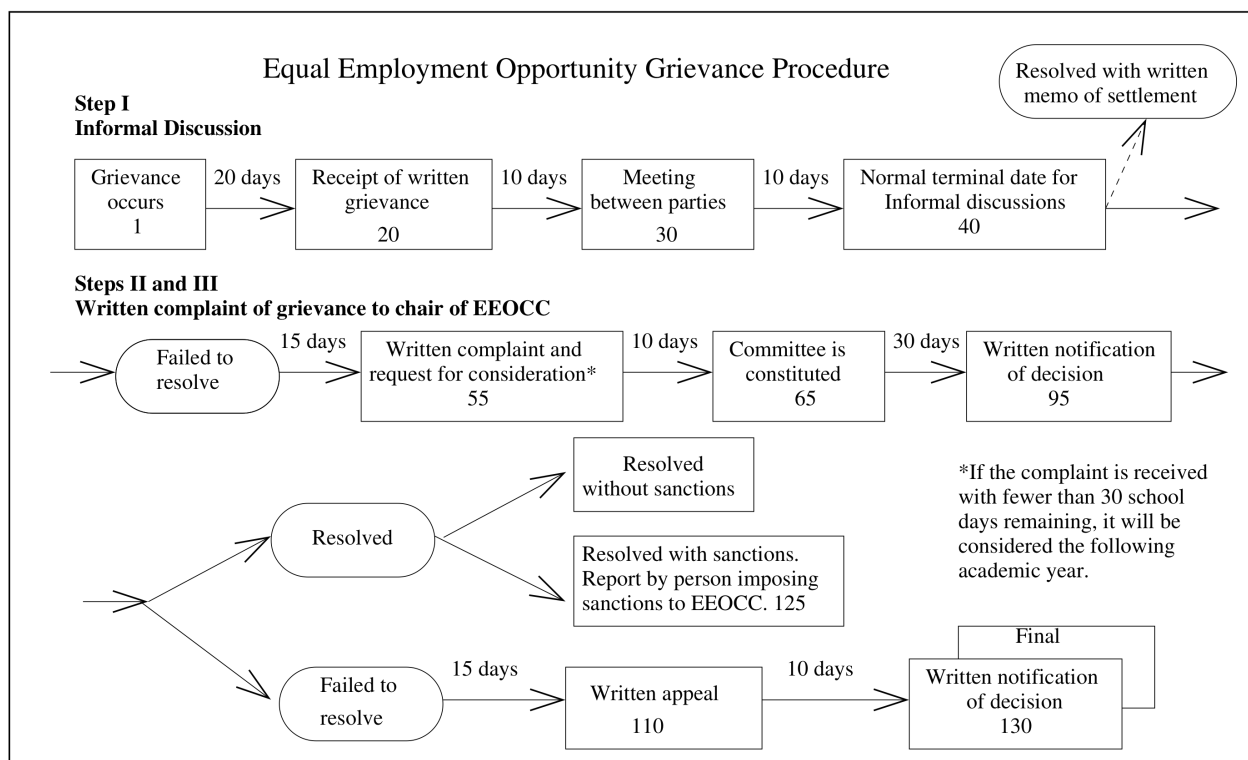 Equal Employment Opportunity Grievance Procedure
Resolved with written
memo of settlement
Step I
Informal Discussion
Grievance
occurs
1
20 days
Receipt of written
grievance
20
10 days
Meeting
between parties
30
10 days
Normal terminal date for
Informal discussions
40
Steps II and III
Written complaint of grievance to chair of EEOCC
Failed to
resolve
15 days
Written complaint and
request for consideration*
55
10 days
Committee is
constituted
65
30 days
Written notification
of decision
95
Resolved
Resolved
without sanctions
Resolved with sanctions.
Report by person imposing
sanctions to EEOCC. 125
*If the complaint is received
with fewer than 30 school
days remaining, it will be
considered the following
academic year.
Failed to
resolve
15 days
Written appeal
110
10 days
Final
Written notification
of decision
130